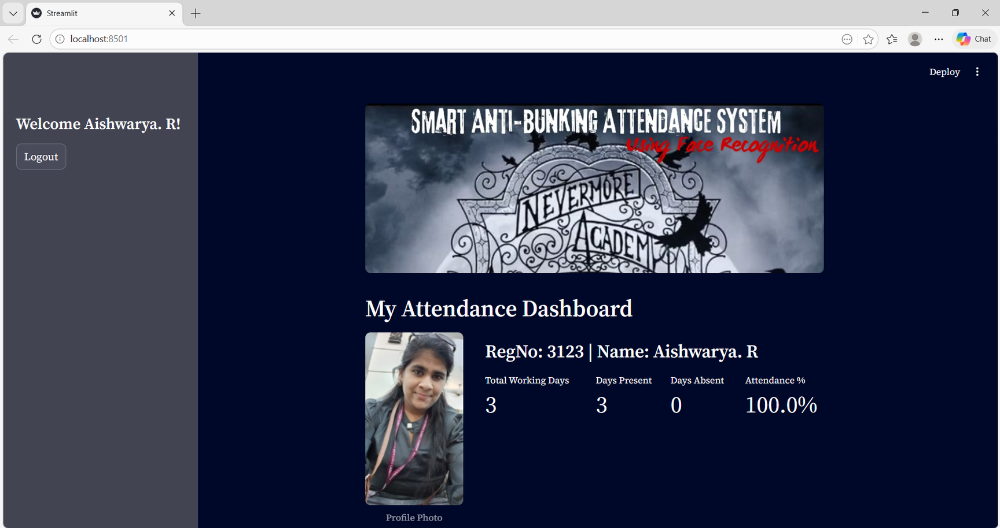 Streamlit
localhost:8501
Chat
Deploy
Welcome Aishwarya. R!
Logout
SMART ANTI-BUNKING ATTENDANCE SYSTEM
Using Face Recognition
NEVERMORE
ACADEMY
My Attendance Dashboard
RegNo: 3123 | Name: Aishwarya. R
Total Working Days Days Present Days Absent Attendance %
3 3 0 100.0%
Profile Photo